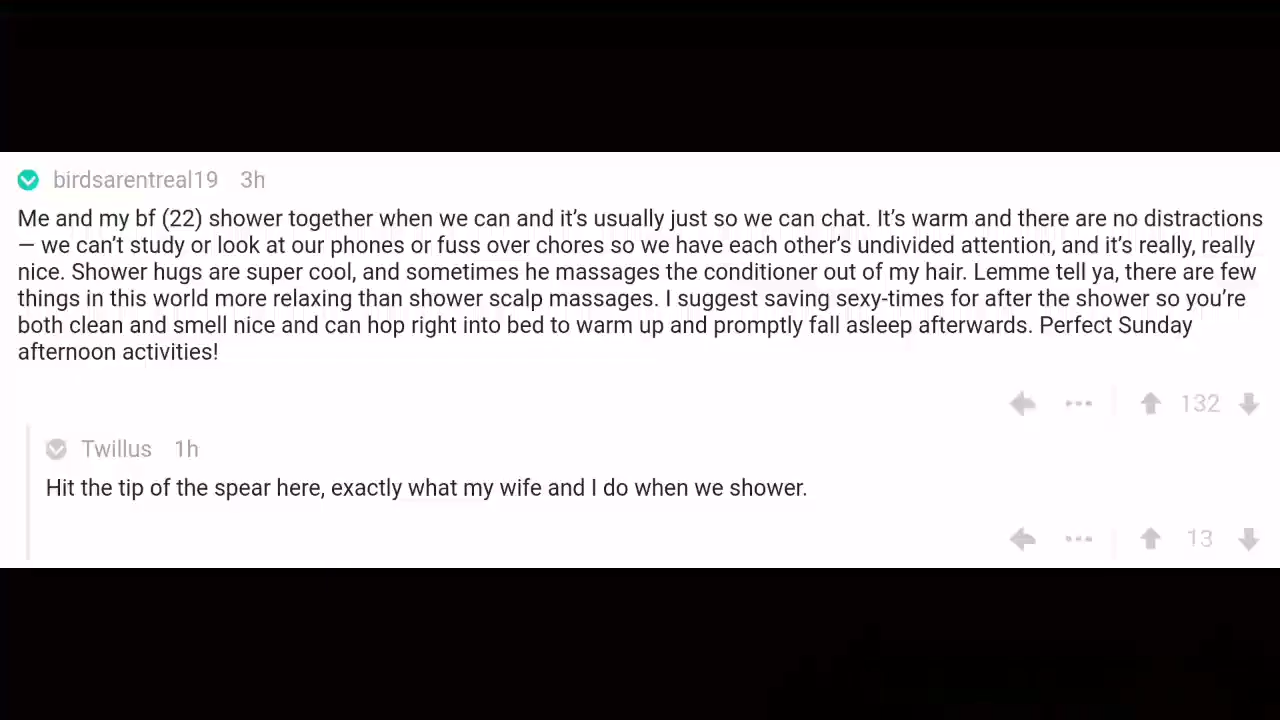 birdsarentreal19 3h
Me and my bf (22) shower together when we can and it’s usually just so we can chat. It’s warm and there are no distractions
— we can’t study or look at our phones or fuss over chores so we have each other’s undivided attention, and it’s really, really
nice. Shower hugs are super cool, and sometimes he massages the conditioner out of my hair. Lemme tell ya, there are few
things in this world more relaxing than shower scalp massages. I suggest saving sexy-times for after the shower so you’re
both clean and smell nice and can hop right into bed to warm up and promptly fall asleep afterwards. Perfect Sunday
afternoon activities!
132
Twillus 1h
Hit the tip of the spear here, exactly what my wife and I do when we shower.
13